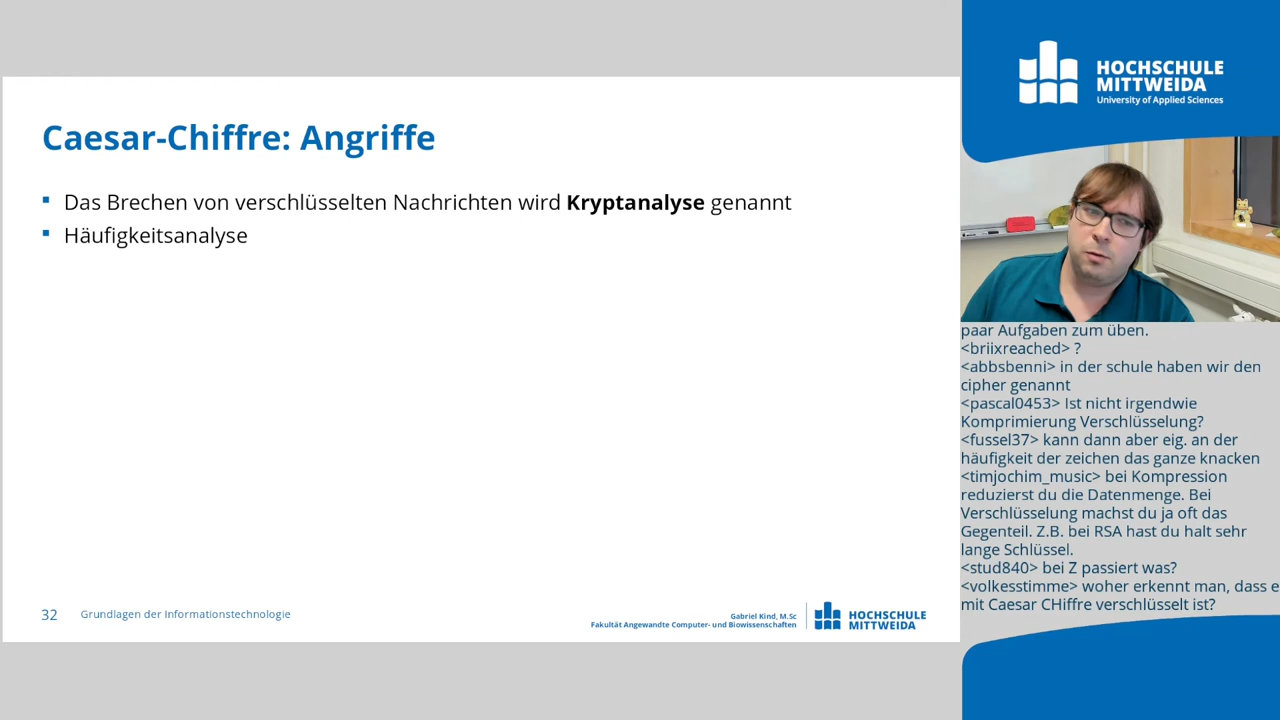 Caesar-Chiffre: Angriffe
Das Brechen von verschlüsselten Nachrichten wird Kryptanalyse genannt
Häufigkeitsanalyse
32
Grundlagen der Informationstechnologie
Gabriel Kind, M.Sc
Fakultät Angewandte Computer- und Biowissenschaften
HOCHSCHULE
MITTWEIDA
HOCHSCHULE
MITTWEIDA
University of Applied Sciences
paar Aufgaben zum üben.
<briixreached> ?
<abbsbenni> in der schule haben wir den
cipher genannt
<pascal0453> Ist nicht irgendwie
Komprimierung Verschlüsselung?
<fussel37> kann dann aber eig. an der
häufigkeit der zeichen das ganze knacken
<timjochim_music> bei Kompression
reduzierst du die Datenmenge. Bei
Verschlüsselung machst du ja oft das
Gegenteil. Z.B. bei RSA hast du halt sehr
lange Schlüssel.
<stud840> bei Z passiert was?
<volkesstimme> woher erkennt man, dass e
mit Caesar CHiffre verschlüsselt ist?